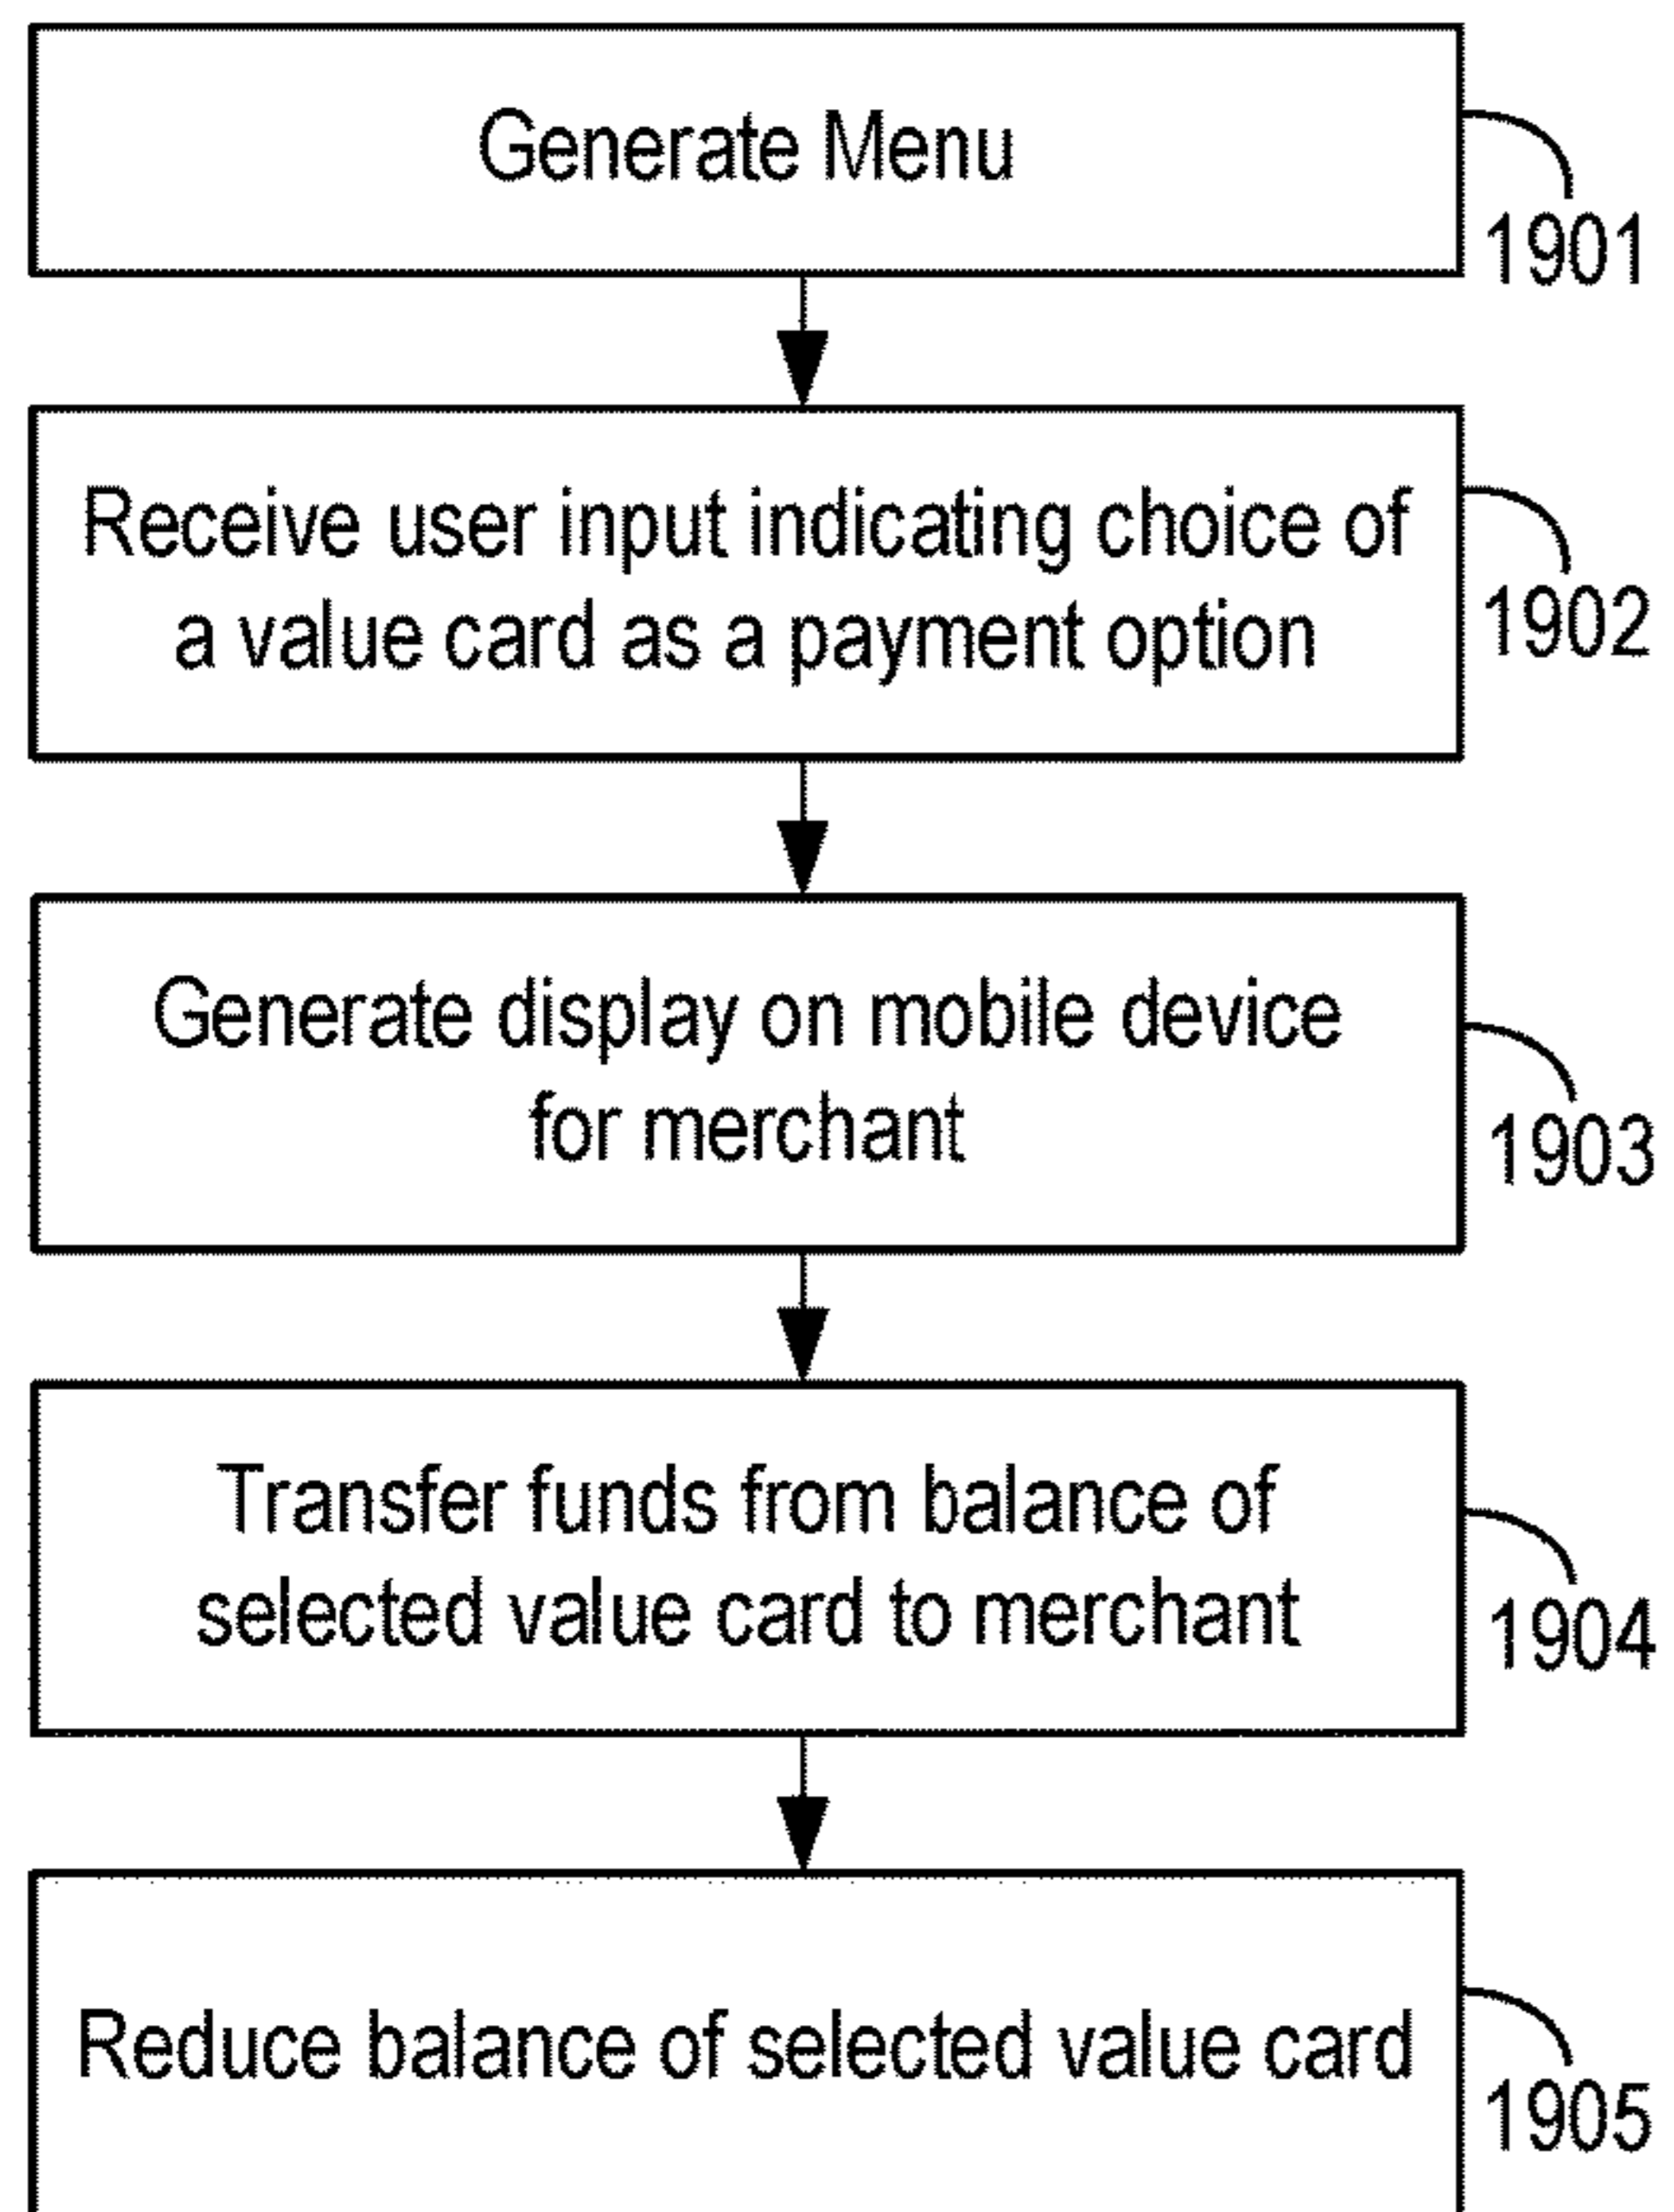 Generate Menu
1901
Receive user input indicating choice of
a value card as a payment option
1902
Generate display on mobile device
for merchant
1903
Transfer funds from balance of
selected value card to merchant
1904
Reduce balance of selected value card
1905